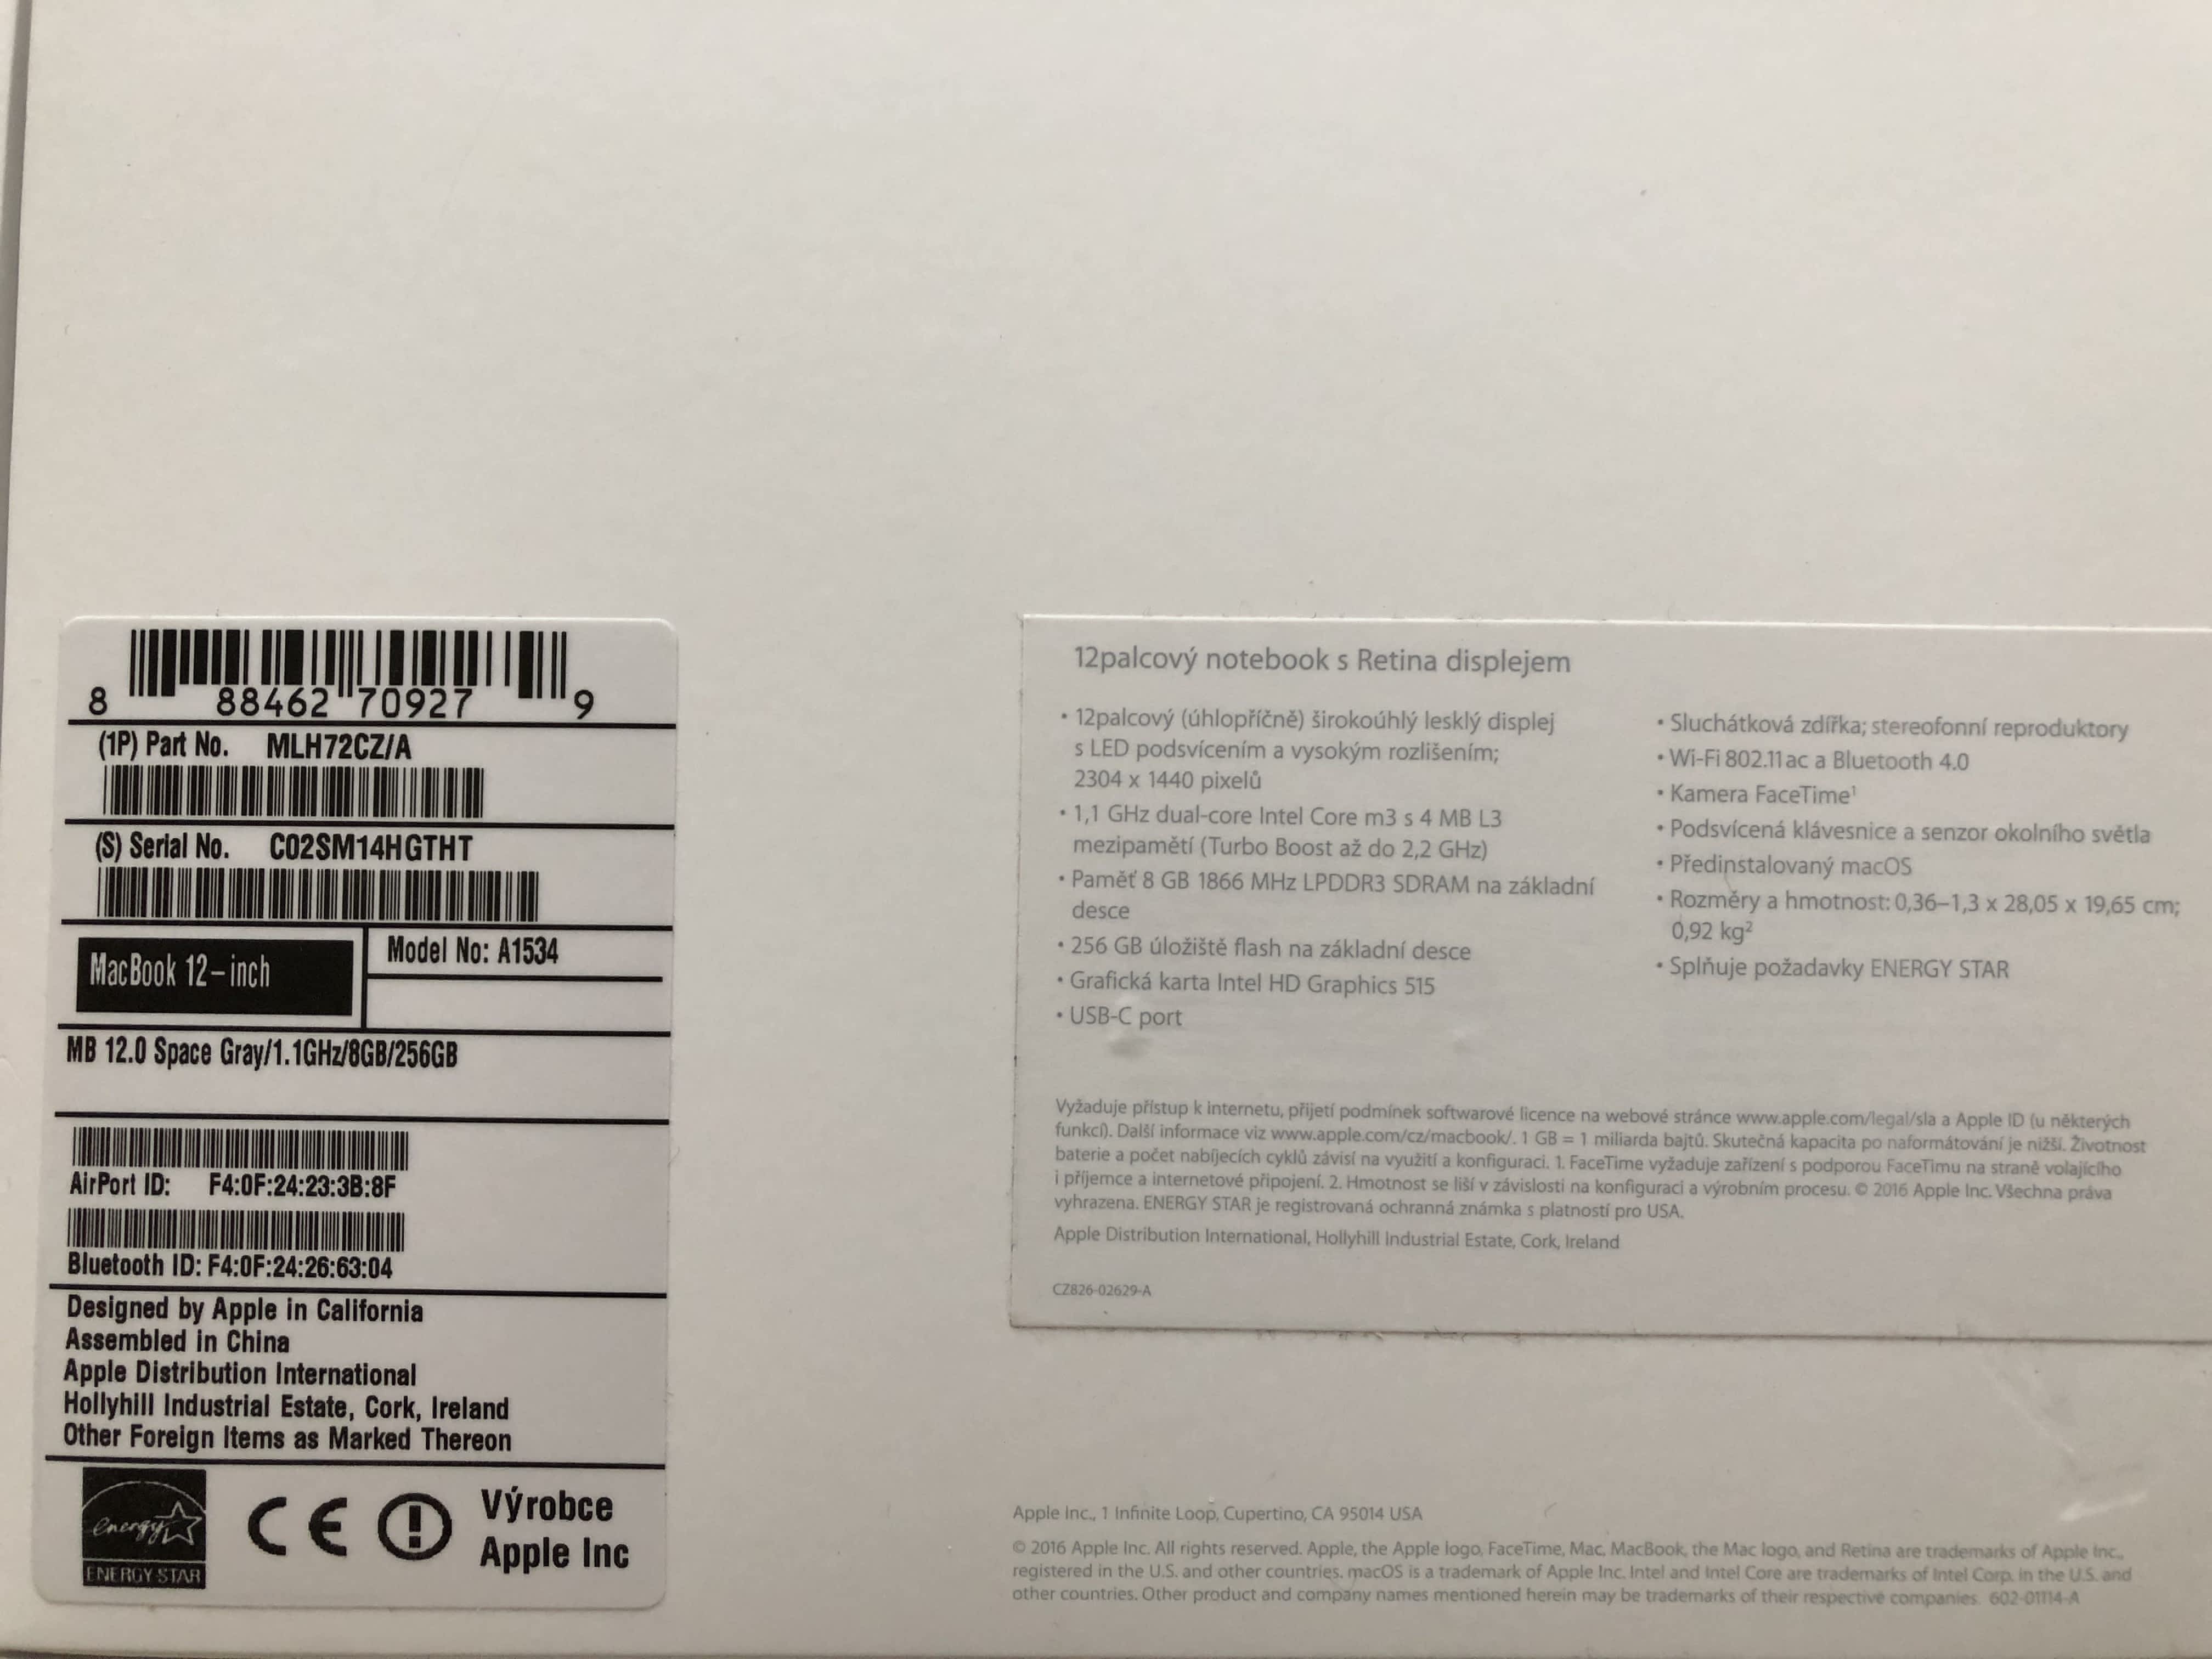 8 88462 70927 9
(1P) Part No. MLH72CZ/A
(S) Serial No. C02SM14HGTHT
MacBook 12-inch
Model No: A1534
MB 12.0 Space Gray/1.1GHz/8GB/256GB
AirPort ID: F4:0F:24:23:3B:8F
Bluetooth ID: F4:0F:24:26:63:04
Designed by Apple in California
Assembled in China
Apple Distribution International
Hollyhill Industrial Estate, Cork, Ireland
Other Foreign Items as Marked Thereon
energy
ENERGY STAR
CE
Výrobce
Apple Inc
12palcový notebook s Retina displejem
• 12palcový (úhlopříčně) širokoúhlý lesklý displej
s LED podsvícením a vysokým rozlišením;
2304 x 1440 pixelů
• 1,1 GHz dual-core Intel Core m3 s 4 MB L3
mezipamětí (Turbo Boost až do 2,2 GHz)
• Paměť 8 GB 1866 MHz LPDDR3 SDRAM na základní
desce
• 256 GB úložiště flash na základní desce
• Grafická karta Intel HD Graphics 515
• USB-C port
• Sluchátková zdířka; stereofonní reproduktory
• Wi-Fi 802.11ac a Bluetooth 4.0
• Kamera FaceTime¹
• Podsvícená klávesnice a senzor okolního světla
• Předinstalovaný macOS
• Rozměry a hmotnost: 0,36–1,3 x 28,05 x 19,65 cm;
0,92 kg²
• Splňuje požadavky ENERGY STAR
Vyžaduje přístup k internetu, přijetí podmínek softwarové licence na webové stránce www.apple.com/legal/sla a Apple ID (u některých
funkcí). Další informace viz www.apple.com/cz/macbook/. 1 GB = 1 miliarda bajtů. Skutečná kapacita po naformátování je nižší. Životnost
baterie a počet nabíjecích cyklů závisí na využití a konfiguraci. 1. FaceTime vyžaduje zařízení s podporou FaceTimu na straně volajícího
i příjemce a internetové připojení. 2. Hmotnost se liší v závislosti na konfiguraci a výrobním procesu. © 2016 Apple Inc. Všechna práva
vyhrazena. ENERGY STAR je registrovaná ochranná známka s platností pro USA.
Apple Distribution International, Hollyhill Industrial Estate, Cork, Ireland
CZ826-02629-A
Apple Inc., 1 Infinite Loop, Cupertino, CA 95014 USA
© 2016 Apple Inc. All rights reserved. Apple, the Apple logo, FaceTime, Mac, MacBook, the Mac logo, and Retina are trademarks of Apple Inc.,
registered in the U.S. and other countries. macOS is a trademark of Apple Inc. Intel and Intel Core are trademarks of Intel Corp. in the U.S. and
other countries. Other product and company names mentioned herein may be trademarks of their respective companies. 602-01114-A